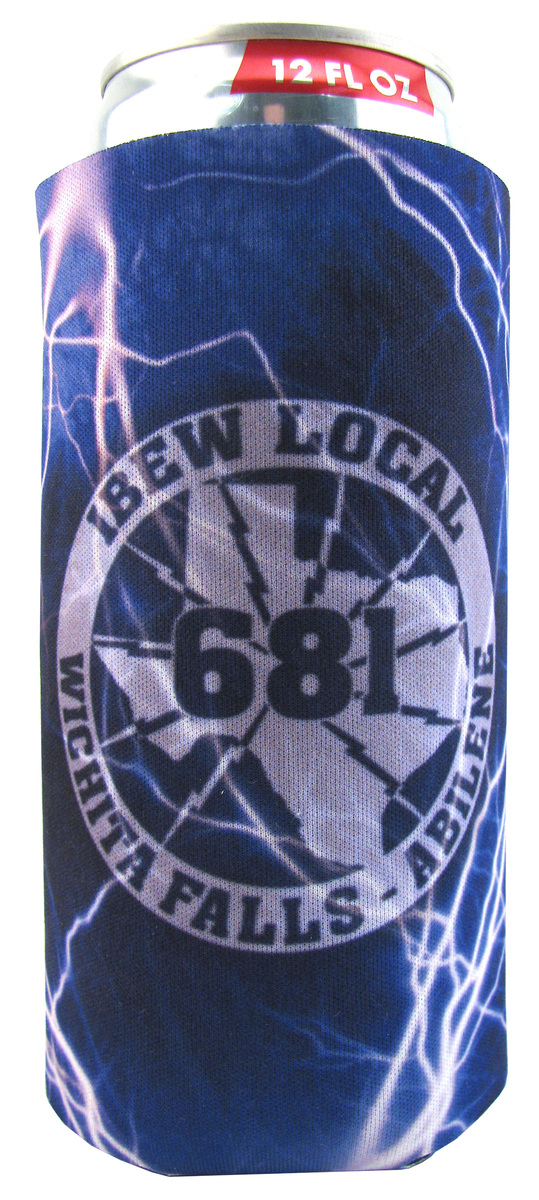 12 FL OZ
IBEW LOCAL
681
WICHITA FALLS - ABILENE